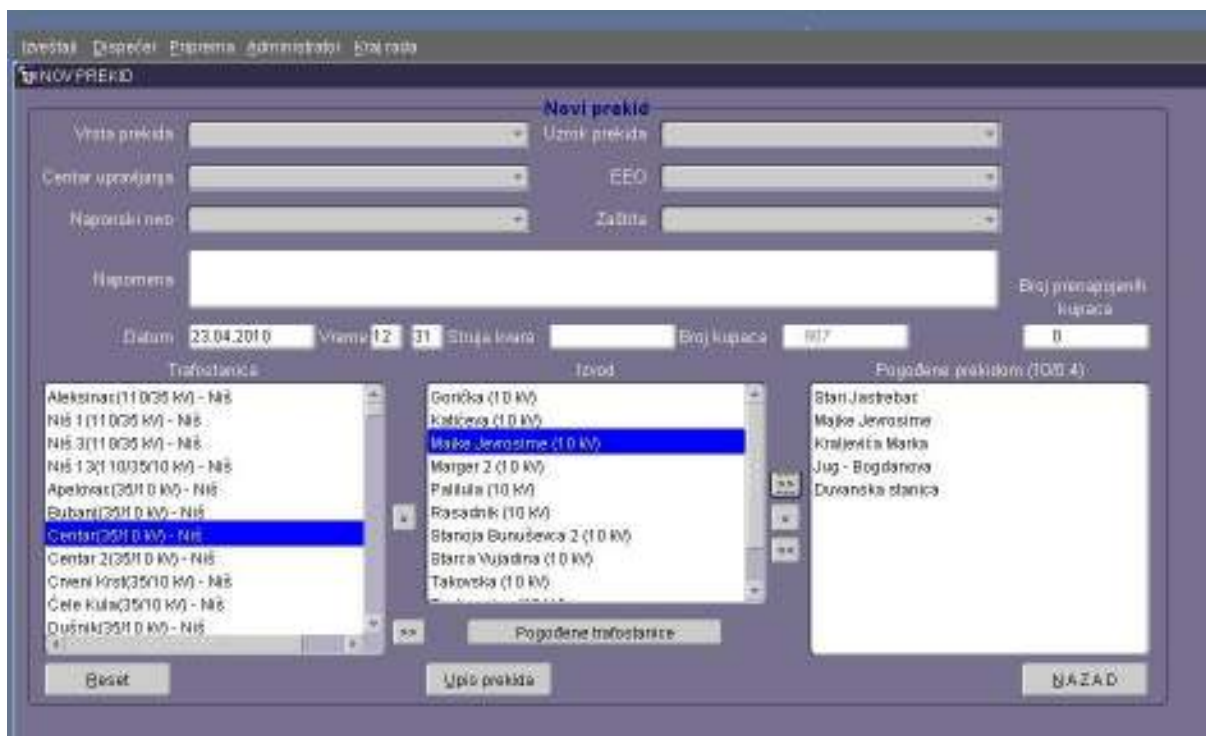 Izveštaji Dispečer Priprema Administrator Kraj rada
NOV PREKID
Novi prekid
Vrsta prekida
Uzrok prekida
Centar upravljanja
EEO
Naponski nivo
Zaštita
Napomena
Broj prenapojenih
kupaca
Datum 23.04.2010 Vreme 12 31 Struja kvara Broj kupaca 907 0
Trafostanica
Aleksinac(110/35 kV) - Niš
Niš 1(110/35 kV) - Niš
Niš 3(110/35 kV) - Niš
Niš 13(110/35/10 kV) - Niš
Apelovac(35/10 kV) - Niš
Bubanj(35/10 kV) - Niš
Centar(35/10 kV) - Niš
Centar 2(35/10 kV) - Niš
Crveni Krst(35/10 kV) - Niš
Ćele Kula(35/10 kV) - Niš
Dušnik(35/10 kV) - Niš
>
>>
Izvod
Gorička (10 kV)
Katićeva (10 kV)
Majke Jevrosime (10 kV)
Marger 2 (10 kV)
Palilula (10 kV)
Rasadnik (10 kV)
Stanoja Bunuševca 2 (10 kV)
Starca Vujadina (10 kV)
Takovska (10 kV)
Pogođene trafostanice
>>
<
<<
Pogođene prekidom (10/0.4)
Stari Jastrebac
Majke Jevrosime
Kraljevića Marka
Jug - Bogdanova
Duvanska stanica
Reset
Upis prekida
NAZAD